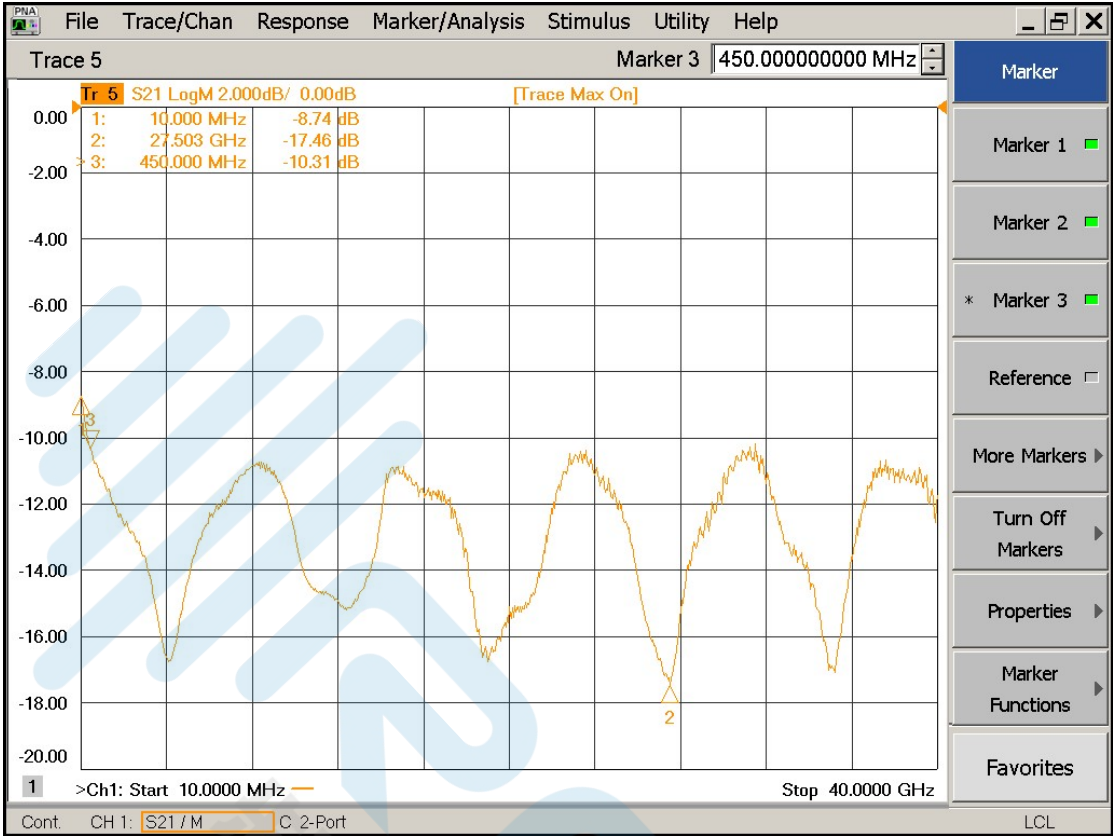 PNA
File Trace/Chan Response Marker/Analysis Stimulus Utility Help
Trace 5 Marker 3 450.000000000 MHz
Tr 5 S21 LogM 2.000dB/ 0.00dB [Trace Max On]
1: 10.000 MHz -8.74 dB
2: 27.503 GHz -17.46 dB
> 3: 450.000 MHz -10.31 dB
0.00
-2.00
-4.00
-6.00
-8.00
-10.00
-12.00
-14.00
-16.00
-18.00
-20.00
3
2
1 >Ch1: Start 10.0000 MHz Stop 40.0000 GHz
Cont. CH 1: S21 / M C 2-Port LCL
Marker
Marker 1
Marker 2
* Marker 3
Reference
More Markers
Turn Off
Markers
Properties
Marker
Functions
Favorites